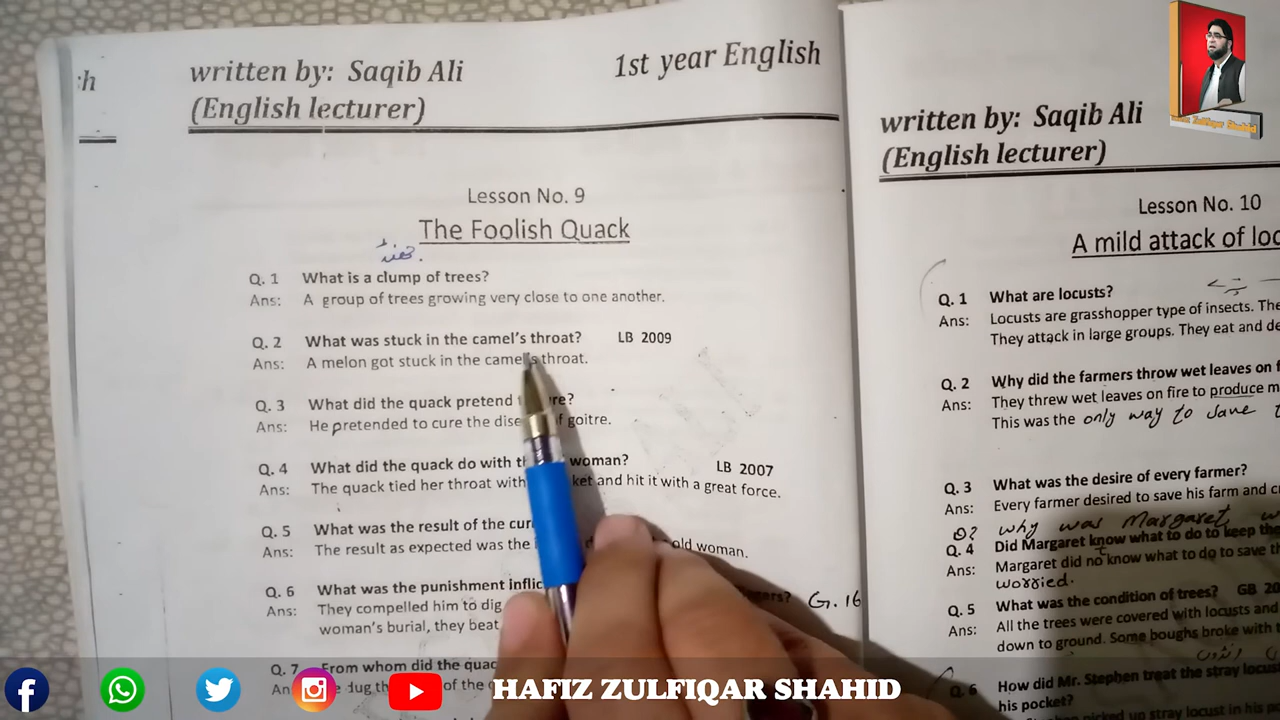 :h
written by: Saqib Ali
1st year English
(English lecturer)
Lesson No. 9
The Foolish Quack
جھنڈ
Q. 1 What is a clump of trees?
Ans: A group of trees growing very close to one another.
Q. 2 What was stuck in the camel's throat? LB 2009
Ans: A melon got stuck in the camel's throat.
Q. 3 What did the quack pretend
Ans: He pretended to cure the dise of goitre.
Q. 4 What did the quack do with woman? LB 2007
Ans: The quack tied her throat with ket and hit it with a great force.
Q. 5 What was the result of the cur
Ans: The result as expected was the old woman.
Q. 6 What was the punishment inflic G. 16
Ans: They compelled him to dig
woman's burial, they beat
Q. 7 From whom did the quac
of the
written by: Saqib Ali
(English lecturer)
Lesson No. 10
A mild attack of loc
Q. 1 What are locusts?
Ans: Locusts are grasshopper type of insects. The
They attack in large groups. They eat and de
Q. 2 Why did the farmers throw wet leaves on f
Ans: They threw wet leaves on fire to produce m
This was the only way to save t
Q. 3 What was the desire of every farmer?
Ans: Every farmer desired to save his farm and c
Q? why was Margaret w
Q. 4 Did Margaret know what to do to keep the
Ans: Margaret did not know what to do to save th
worried.
Q. 5 What was the condition of trees? GB 20
Ans: All the trees were covered with locusts and
down to ground. Some boughs broke with t
Q. 6 How did Mr. Stephen treat the stray locus
his pocket?
picked up stray locust in his p
Zulfiqar Shahid
HAFIZ ZULFIQAR SHAHID